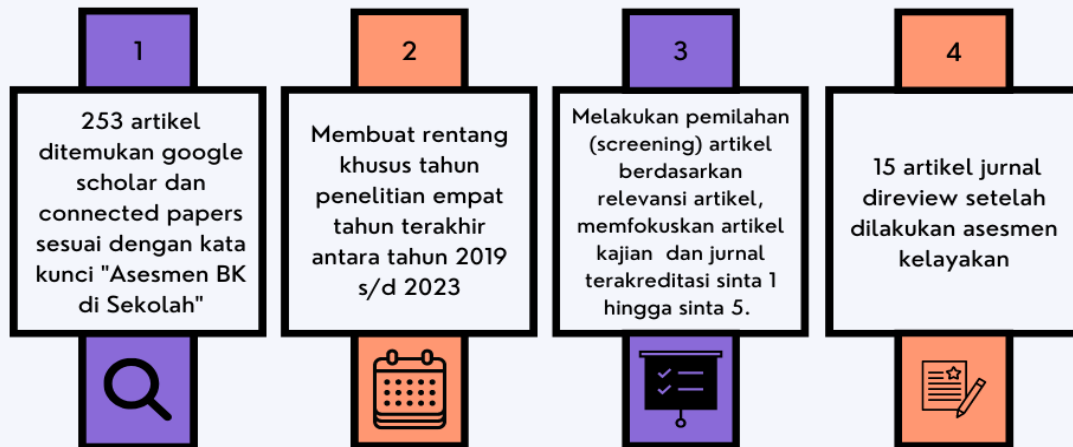 1
253 artikel
ditemukan google
scholar dan
connected papers
sesuai dengan kata
kunci "Asesmen BK
di Sekolah"
2
Membuat rentang
khusus tahun
penelitian empat
tahun terakhir
antara tahun 2019
s/d 2023
3
Melakukan pemilahan
(screening) artikel
berdasarkan
relevansi artikel,
memfokuskan artikel
kajian dan jurnal
terakreditasi sinta 1
hingga sinta 5.
4
15 artikel jurnal
direview setelah
dilakukan asesmen
kelayakan